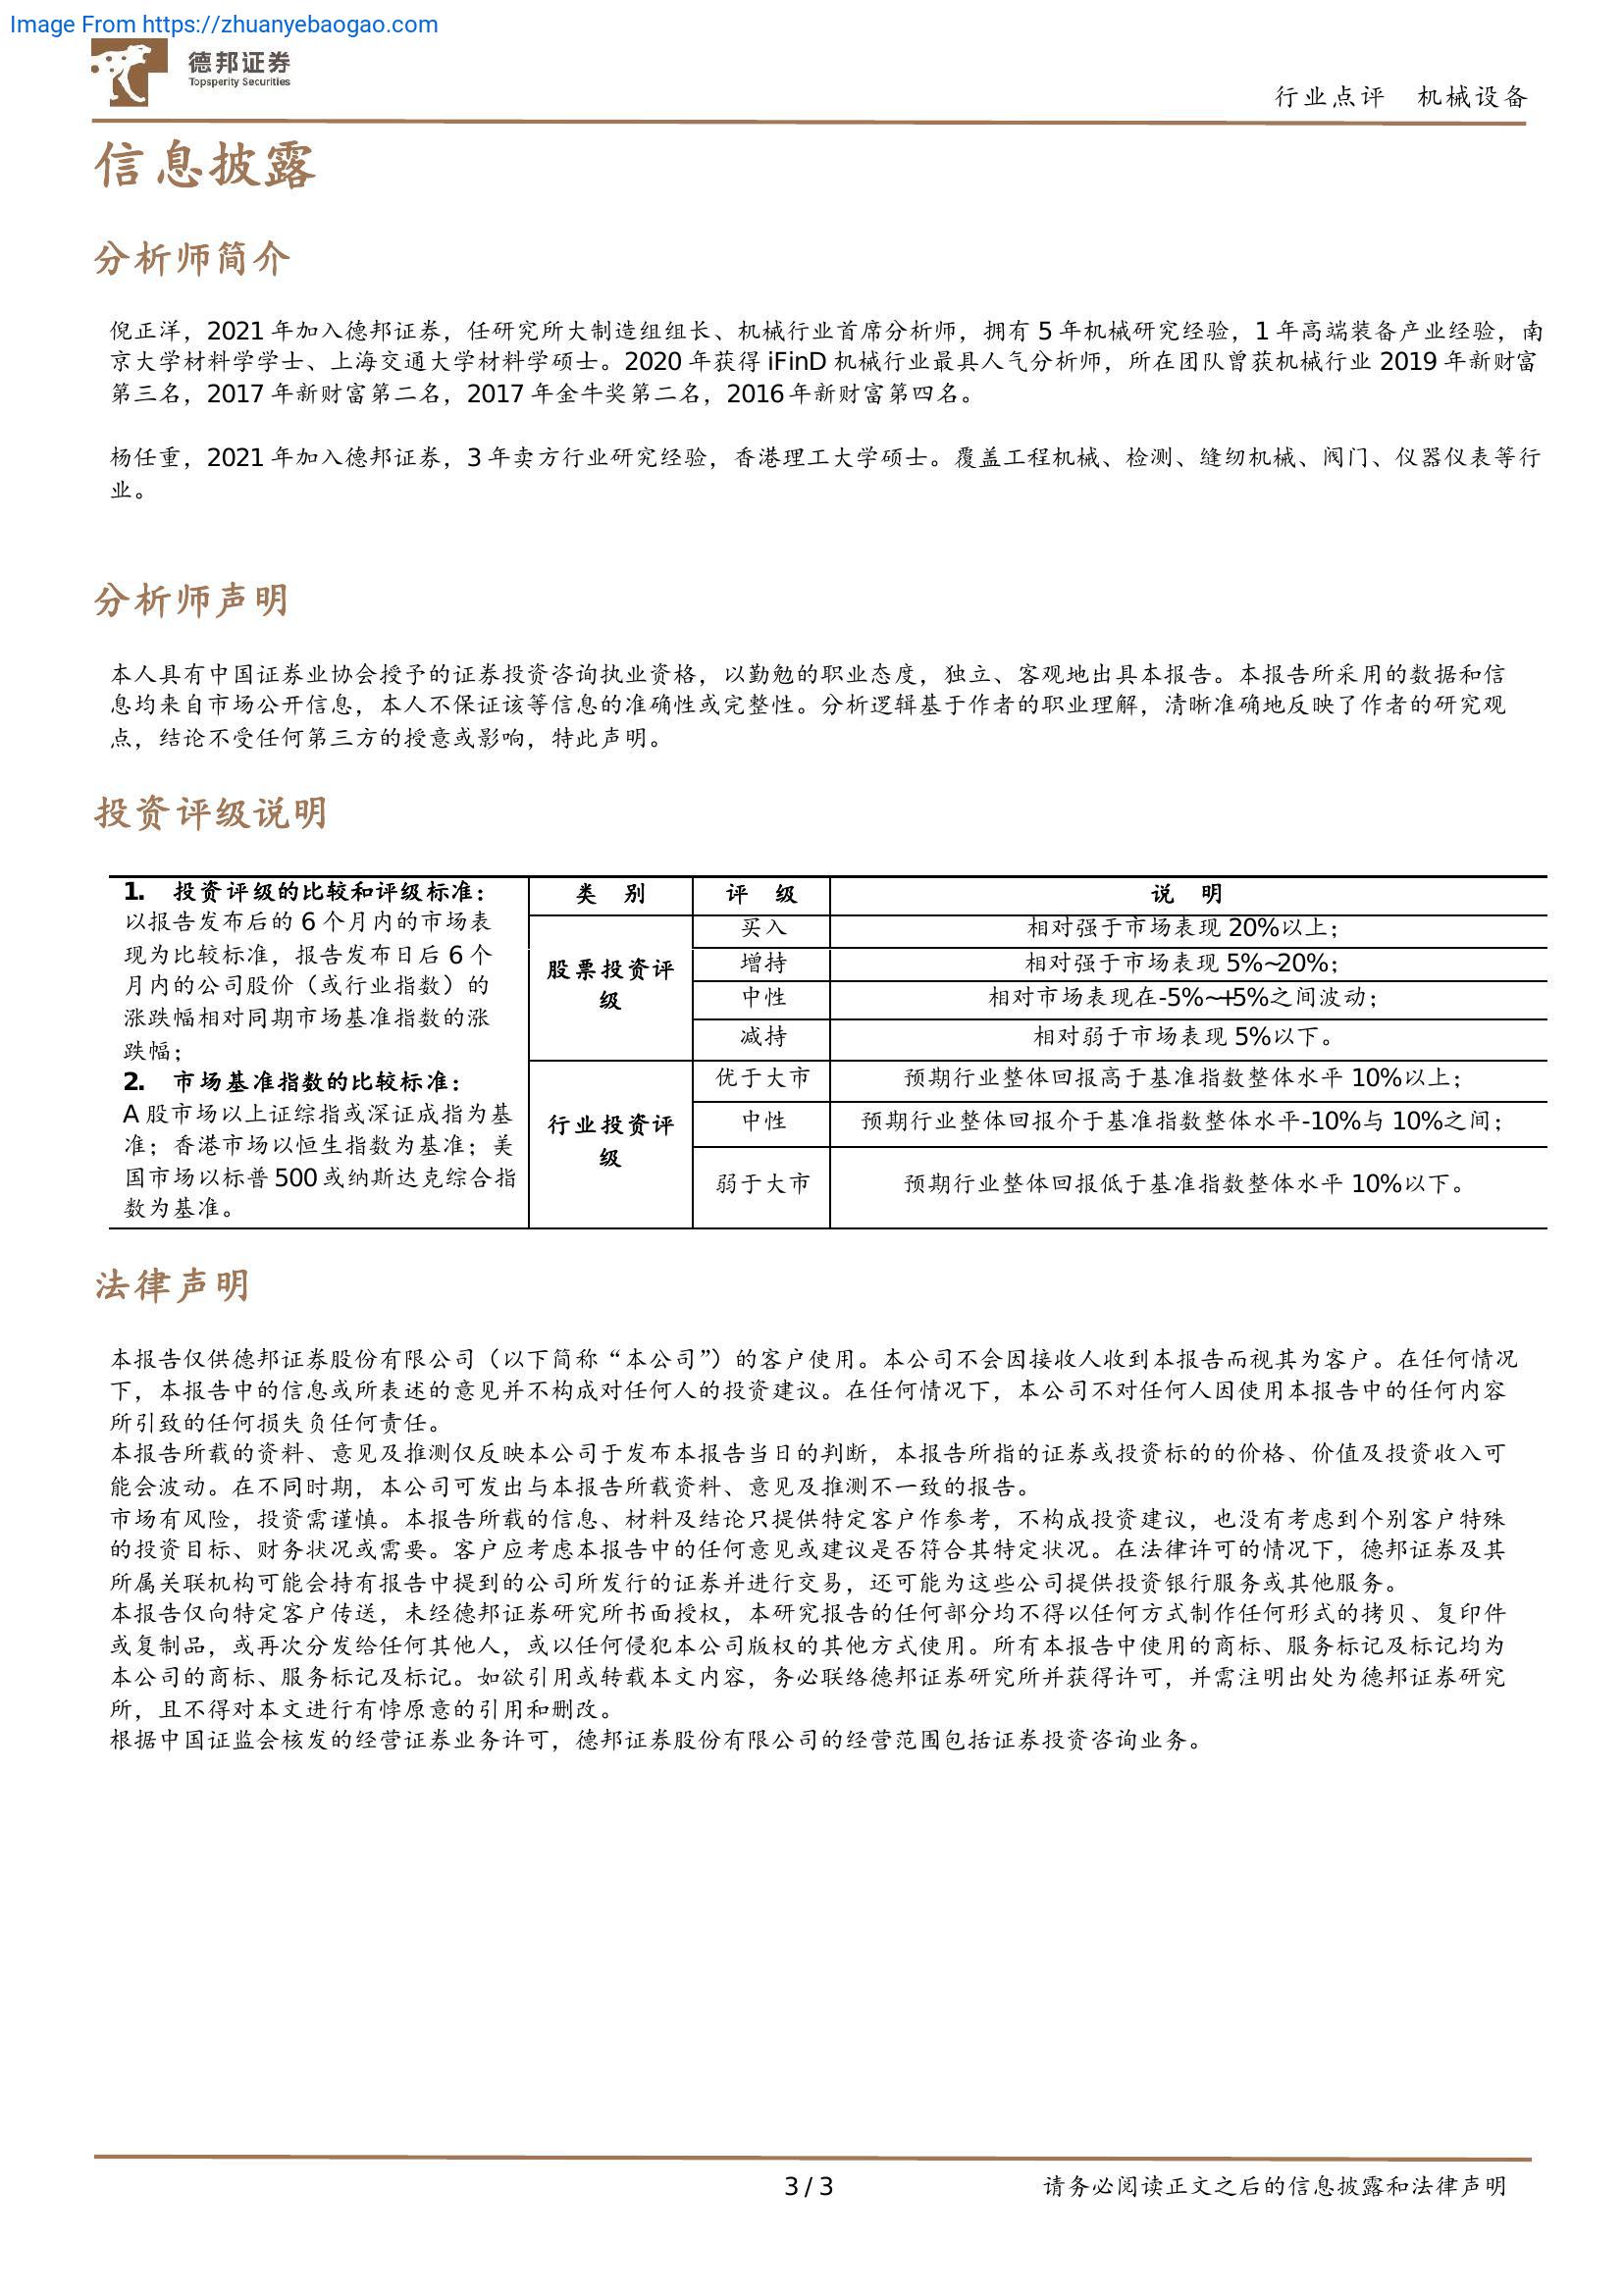 Image From https://zhuanyebaogao.com
德邦证券
Topsperity Securities
行业点评 机械设备
信息披露
分析师简介
倪正洋，2021 年加入德邦证券，任研究所大制造组组长、机械行业首席分析师，拥有 5 年机械研究经验，1 年高端装备产业经验，南
京大学材料学学士、上海交通大学材料学硕士。2020 年获得 iFinD 机械行业最具人气分析师，所在团队曾获机械行业 2019 年新财富
第三名，2017 年新财富第二名，2017 年金牛奖第二名，2016 年新财富第四名。
杨任重，2021 年加入德邦证券，3 年卖方行业研究经验，香港理工大学硕士。覆盖工程机械、检测、缝纫机械、阀门、仪器仪表等行
业。
分析师声明
本人具有中国证券业协会授予的证券投资咨询执业资格，以勤勉的职业态度，独立、客观地出具本报告。本报告所采用的数据和信
息均来自市场公开信息，本人不保证该等信息的准确性或完整性。分析逻辑基于作者的职业理解，清晰准确地反映了作者的研究观
点，结论不受任何第三方的授意或影响，特此声明。
投资评级说明
1. 投资评级的比较和评级标准：
以报告发布后的 6 个月内的市场表
现为比较标准，报告发布日后 6 个
月内的公司股价（或行业指数）的
涨跌幅相对同期市场基准指数的涨
跌幅；
2. 市场基准指数的比较标准：
A 股市场以上证综指或深证成指为基
准；香港市场以恒生指数为基准；美
国市场以标普 500 或纳斯达克综合指
数为基准。
类 别 评 级 说 明
股票投资评
级
买入 相对强于市场表现 20%以上；
增持 相对强于市场表现 5%~20%；
中性 相对市场表现在-5%~+5%之间波动；
减持 相对弱于市场表现 5%以下。
行业投资评
级
优于大市 预期行业整体回报高于基准指数整体水平 10%以上；
中性 预期行业整体回报介于基准指数整体水平-10%与 10%之间；
弱于大市 预期行业整体回报低于基准指数整体水平 10%以下。
法律声明
本报告仅供德邦证券股份有限公司（以下简称“本公司”）的客户使用。本公司不会因接收人收到本报告而视其为客户。在任何情况
下，本报告中的信息或所表述的意见并不构成对任何人的投资建议。在任何情况下，本公司不对任何人因使用本报告中的任何内容
所引致的任何损失负任何责任。
本报告所载的资料、意见及推测仅反映本公司于发布本报告当日的判断，本报告所指的证券或投资标的的价格、价值及投资收入可
能会波动。在不同时期，本公司可发出与本报告所载资料、意见及推测不一致的报告。
市场有风险，投资需谨慎。本报告所载的信息、材料及结论只提供特定客户作参考，不构成投资建议，也没有考虑到个别客户特殊
的投资目标、财务状况或需要。客户应考虑本报告中的任何意见或建议是否符合其特定状况。在法律许可的情况下，德邦证券及其
所属关联机构可能会持有报告中提到的公司所发行的证券并进行交易，还可能为这些公司提供投资银行服务或其他服务。
本报告仅向特定客户传送，未经德邦证券研究所书面授权，本研究报告的任何部分均不得以任何方式制作任何形式的拷贝、复印件
或复制品，或再次分发给任何其他人，或以任何侵犯本公司版权的其他方式使用。所有本报告中使用的商标、服务标记及标记均为
本公司的商标、服务标记及标记。如欲引用或转载本文内容，务必联络德邦证券研究所并获得许可，并需注明出处为德邦证券研究
所，且不得对本文进行有悖原意的引用和删改。
根据中国证监会核发的经营证券业务许可，德邦证券股份有限公司的经营范围包括证券投资咨询业务。
3 / 3
请务必阅读正文之后的信息披露和法律声明